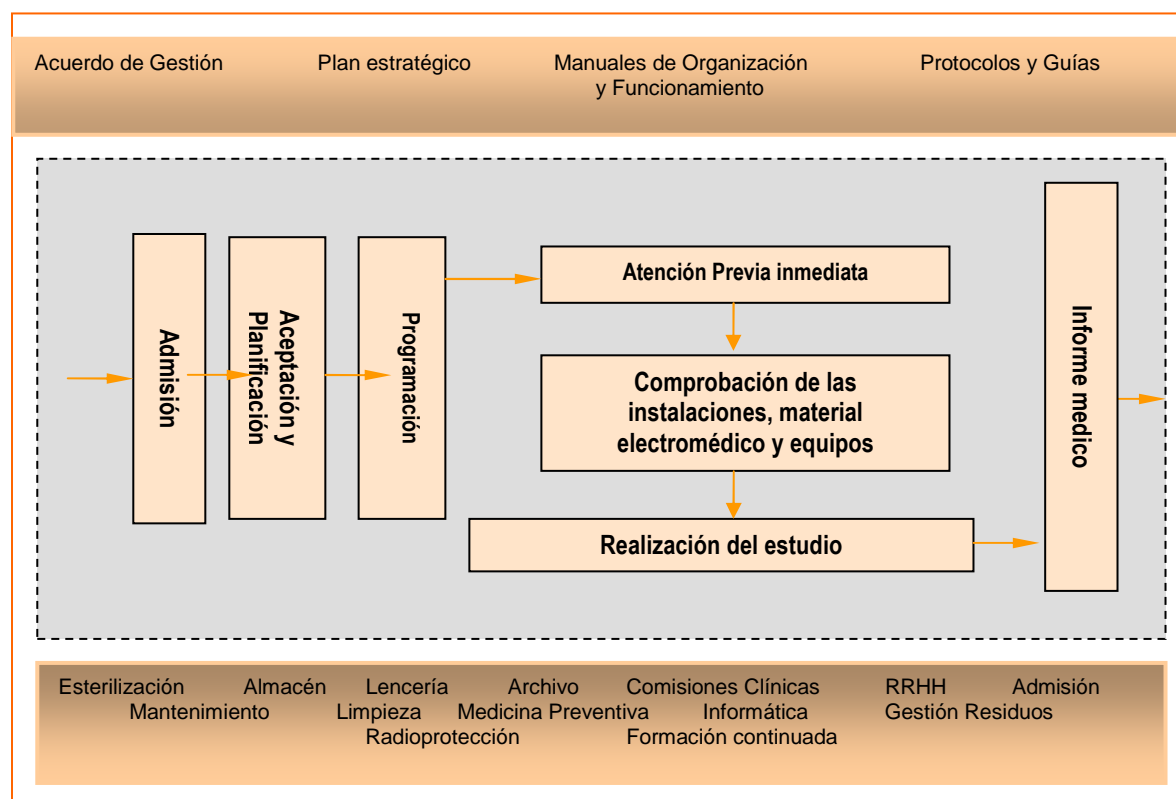 Acuerdo de Gestión Plan estratégico Manuales de Organización Protocolos y Guías
y Funcionamiento
Admisión
Aceptación y
Planificación
Programación
Atención Previa inmediata
Comprobación de las
instalaciones, material
electromédico y equipos
Realización del estudio
Informe medico
Esterilización Almacén Lencería Archivo Comisiones Clínicas RRHH Admisión
Mantenimiento Limpieza Medicina Preventiva Informática Gestión Residuos
Radioprotección Formación continuada